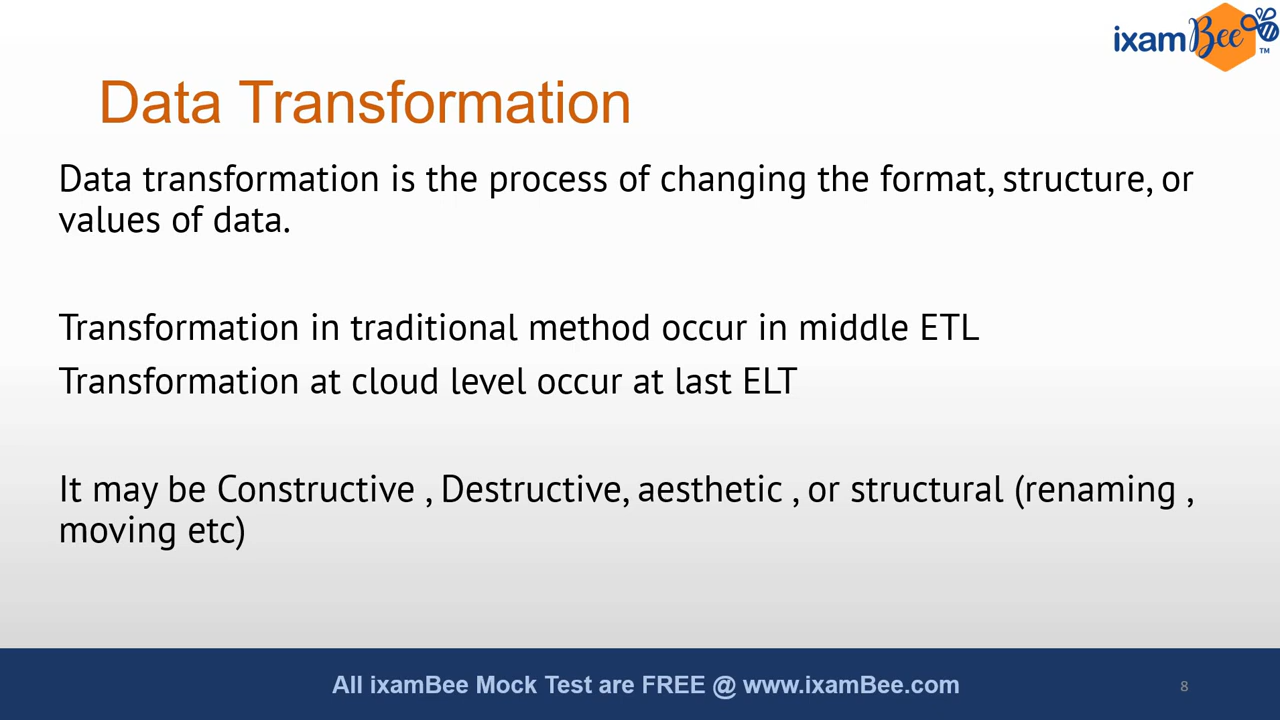 ixamBee TM
Data Transformation
Data transformation is the process of changing the format, structure, or
values of data.
Transformation in traditional method occur in middle ETL
Transformation at cloud level occur at last ELT
It may be Constructive , Destructive, aesthetic , or structural (renaming ,
moving etc)
All ixamBee Mock Test are FREE @ www.ixamBee.com
8